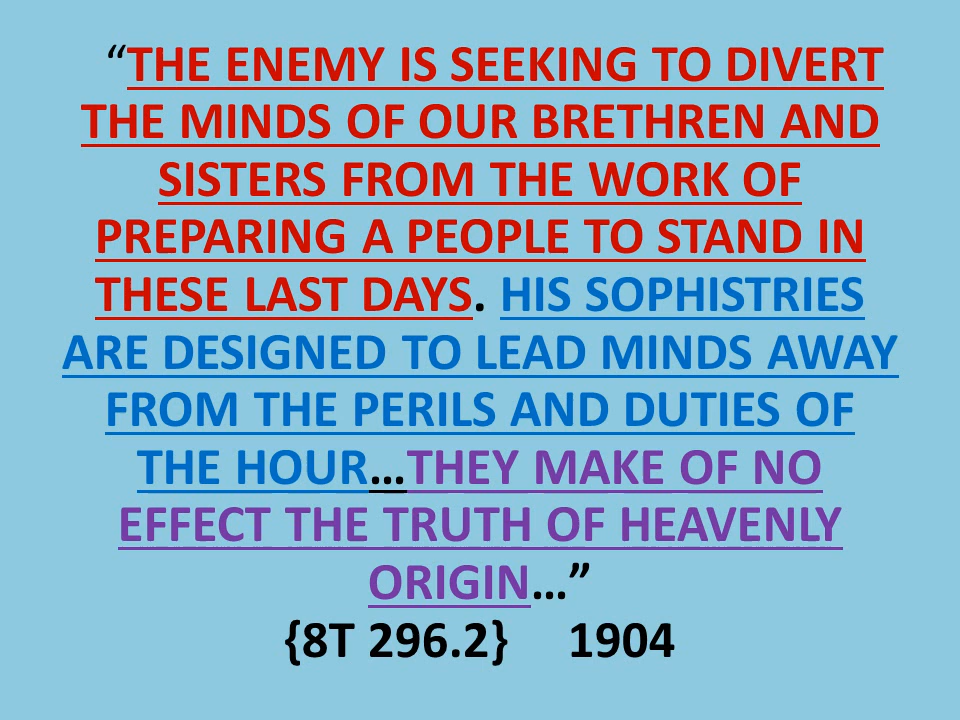 “THE ENEMY IS SEEKING TO DIVERT
THE MINDS OF OUR BRETHREN AND
SISTERS FROM THE WORK OF
PREPARING A PEOPLE TO STAND IN
THESE LAST DAYS. HIS SOPHISTRIES
ARE DESIGNED TO LEAD MINDS AWAY
FROM THE PERILS AND DUTIES OF
THE HOUR…THEY MAKE OF NO
EFFECT THE TRUTH OF HEAVENLY
ORIGIN…”
{8T 296.2} 1904